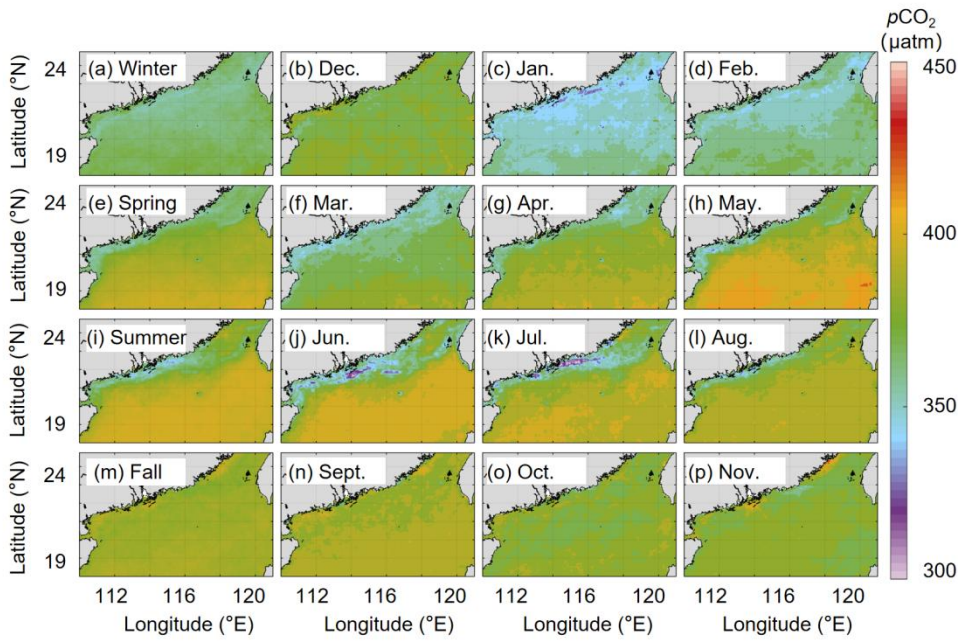 pCO₂
(µatm)
(a) Winter
(b) Dec.
(c) Jan.
(d) Feb.
450
24
19
Latitude (°N)
(e) Spring
(f) Mar.
(g) Apr.
(h) May.
400
24
19
Latitude (°N)
(i) Summer
(j) Jun.
(k) Jul.
(l) Aug.
350
24
19
Latitude (°N)
(m) Fall
(n) Sept.
(o) Oct.
(p) Nov.
300
24
19
Latitude (°N)
112 116 120 112 116 120 112 116 120 112 116 120
Longitude (°E) Longitude (°E) Longitude (°E) Longitude (°E)